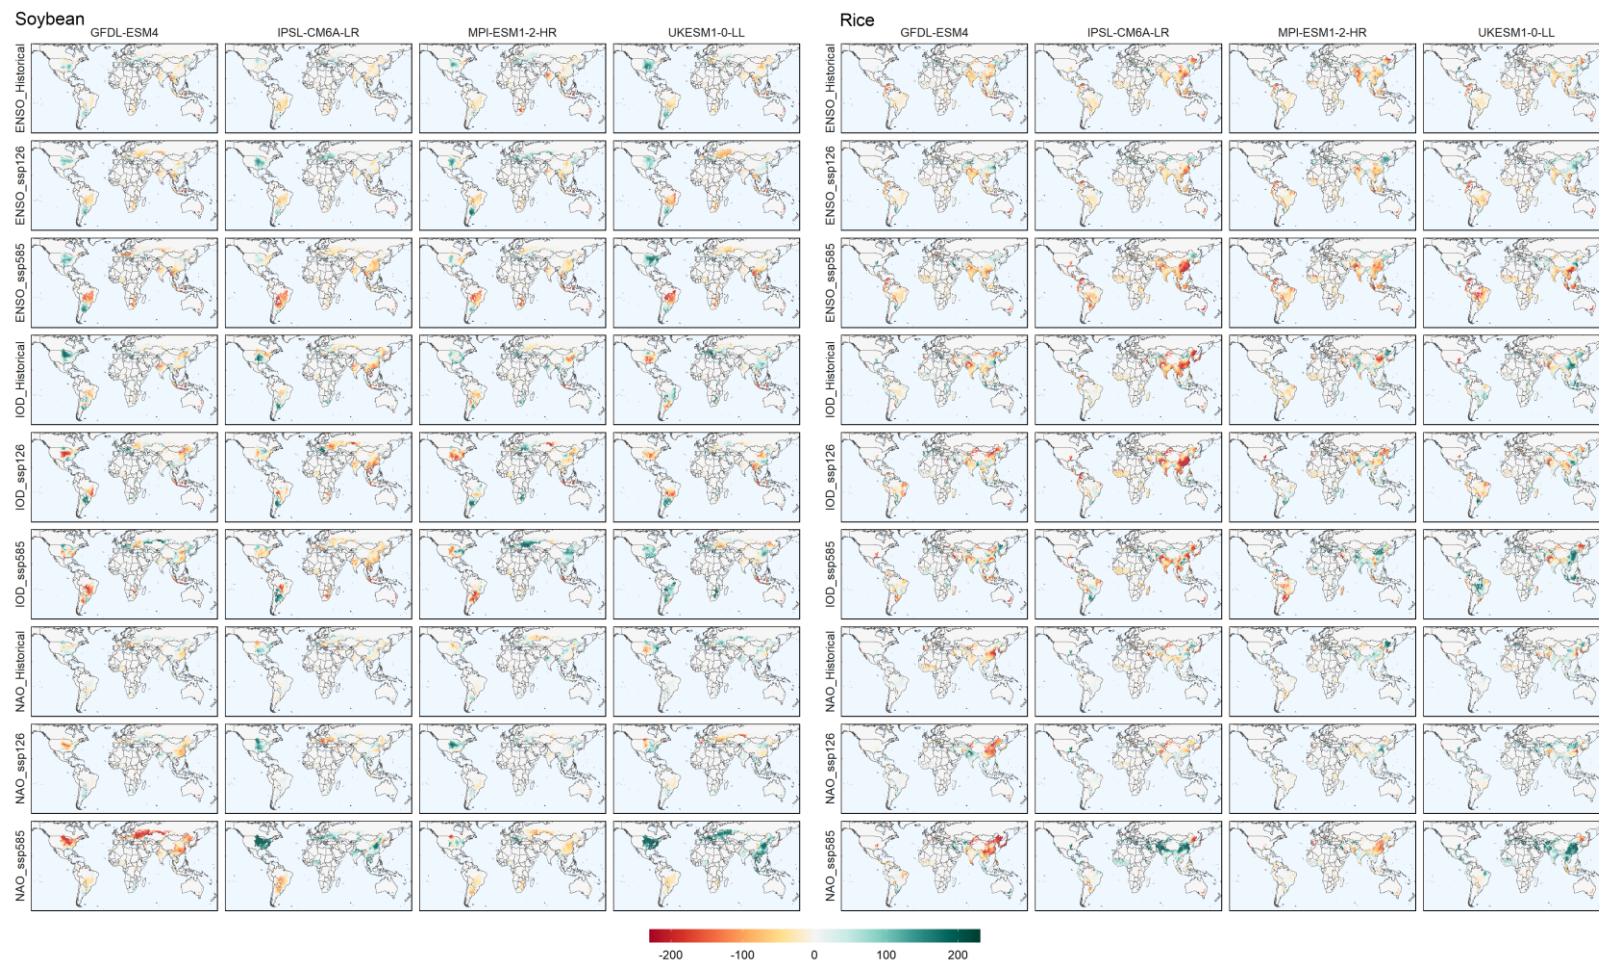 Soybean
Rice
GFDL-ESM4 IPSL-CM6A-LR MPI-ESM1-2-HR UKESM1-0-LL GFDL-ESM4 IPSL-CM6A-LR MPI-ESM1-2-HR UKESM1-0-LL
ENSO_Historical ENSO_Historical
ENSO_ssp126 ENSO_ssp126
ENSO_ssp585 ENSO_ssp585
IOD_Historical IOD_Historical
IOD_ssp126 IOD_ssp126
IOD_ssp585 IOD_ssp585
NAO_Historical NAO_Historical
NAO_ssp126 NAO_ssp126
NAO_ssp585 NAO_ssp585
-200 -100 0 100 200